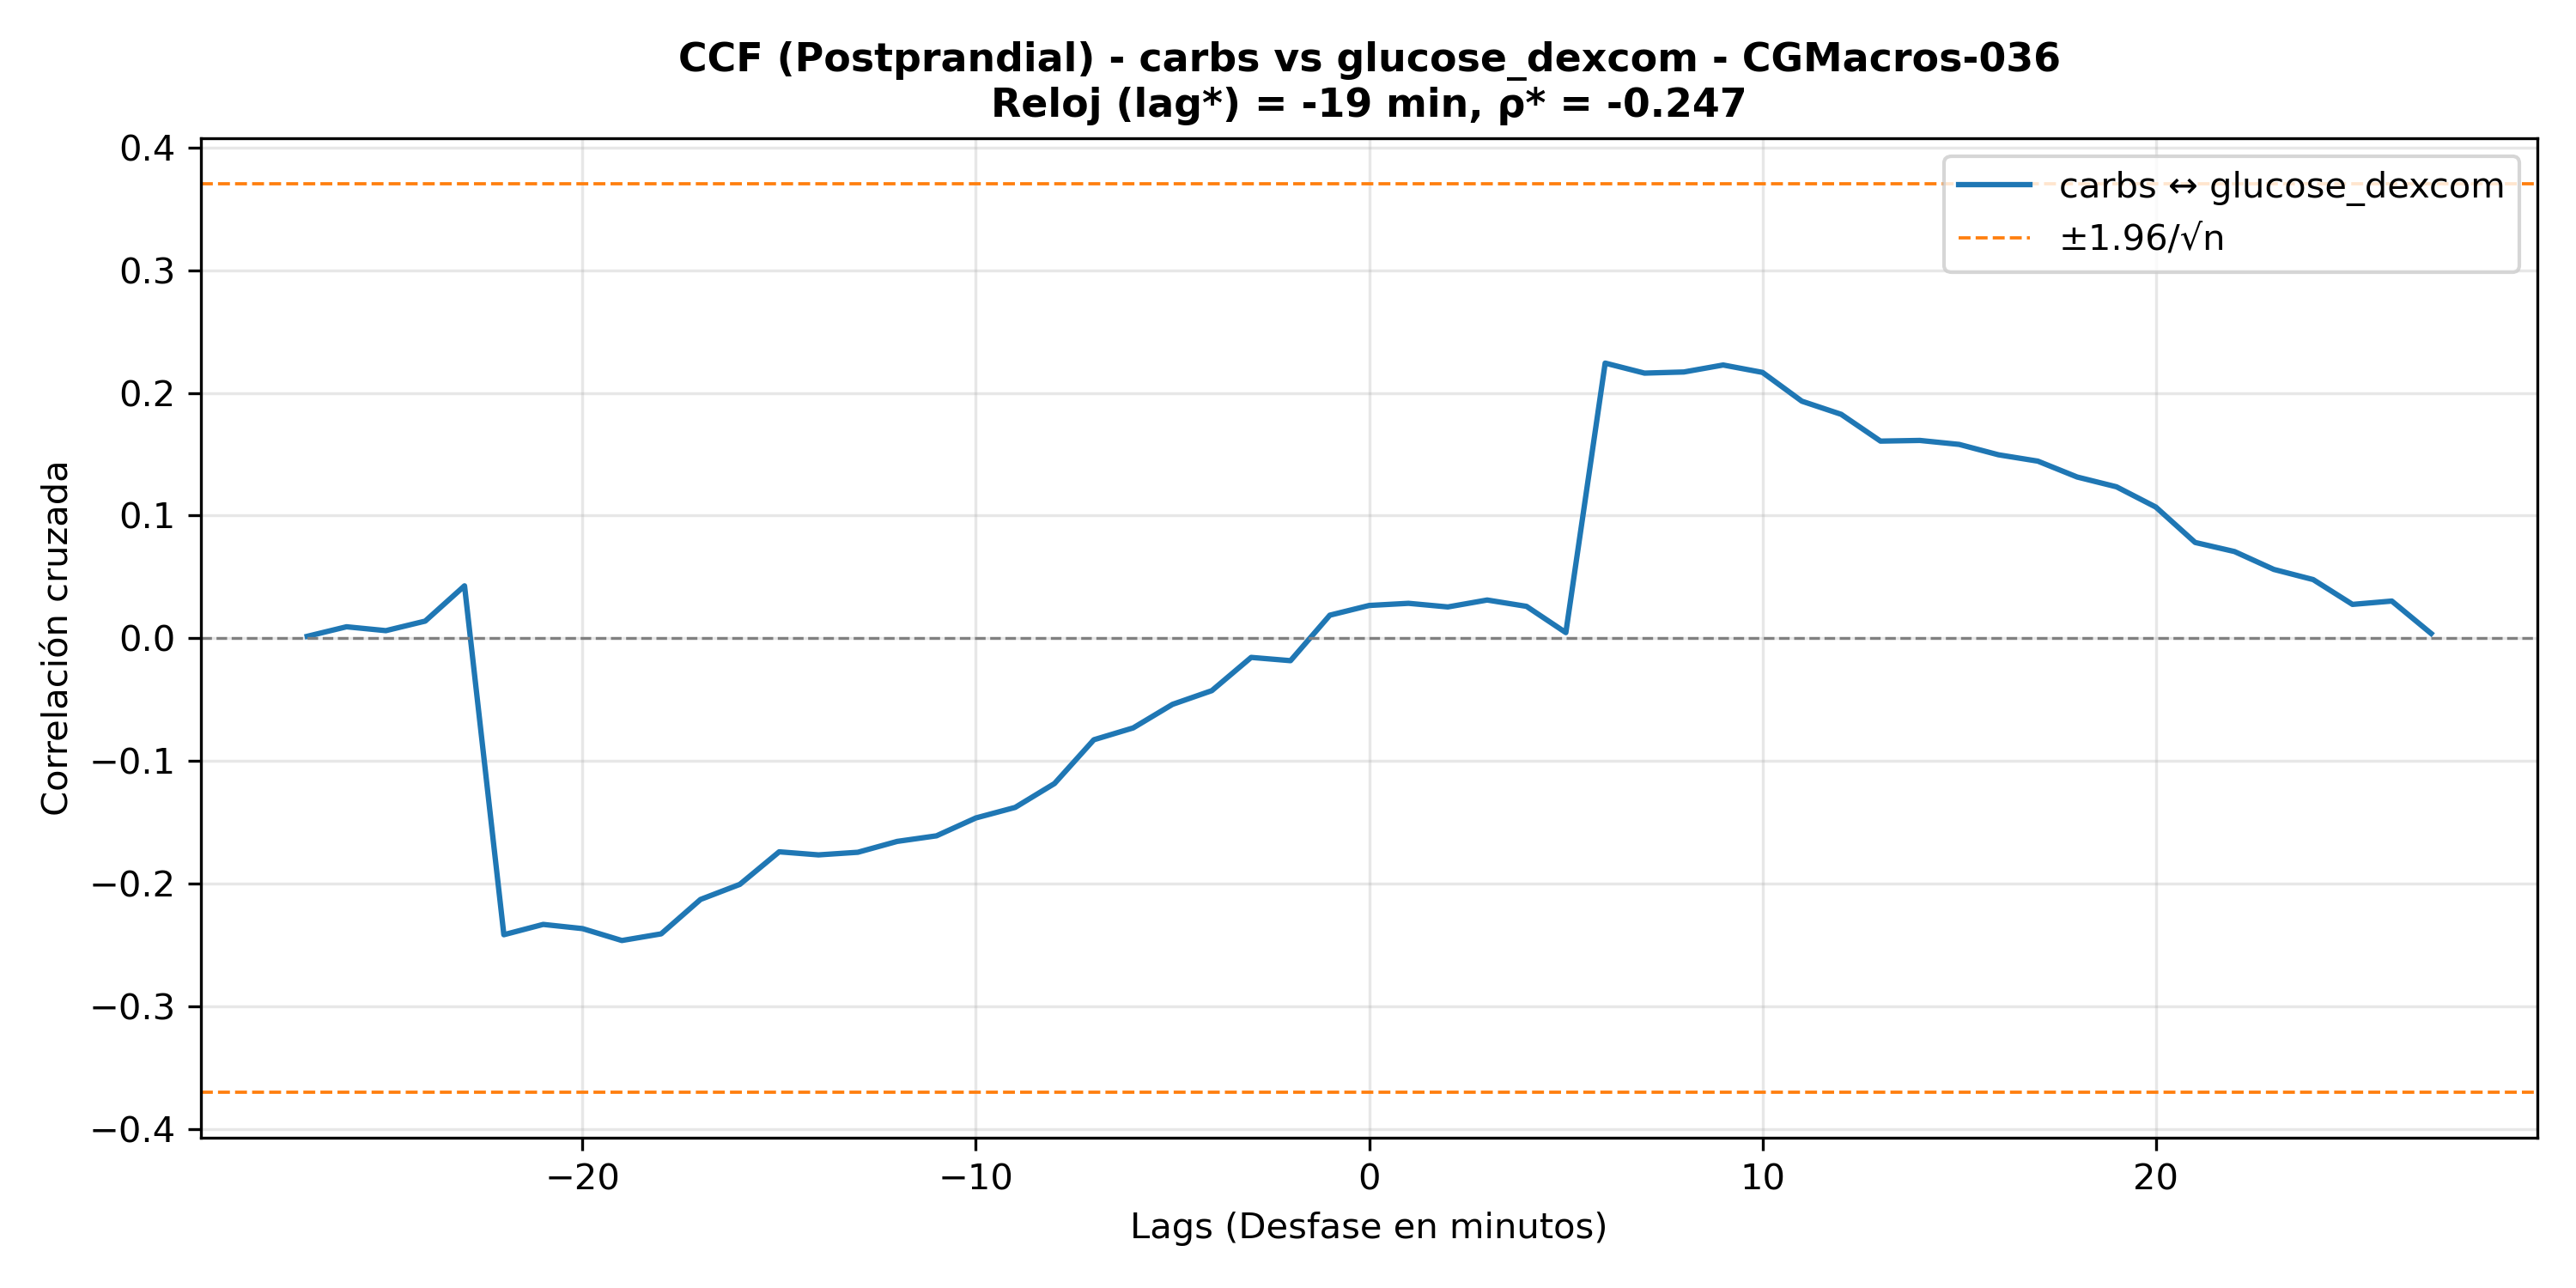 CCF (Postprandial) - carbs vs glucose_dexcom - CGMacros-036
Reloj (lag*) = -19 min, ρ* = -0.247
carbs ↔ glucose_dexcom
±1.96/√n
Correlación cruzada
0.4
0.3
0.2
0.1
0.0
−0.1
−0.2
−0.3
−0.4
−20
−10
0
10
20
Lags (Desfase en minutos)